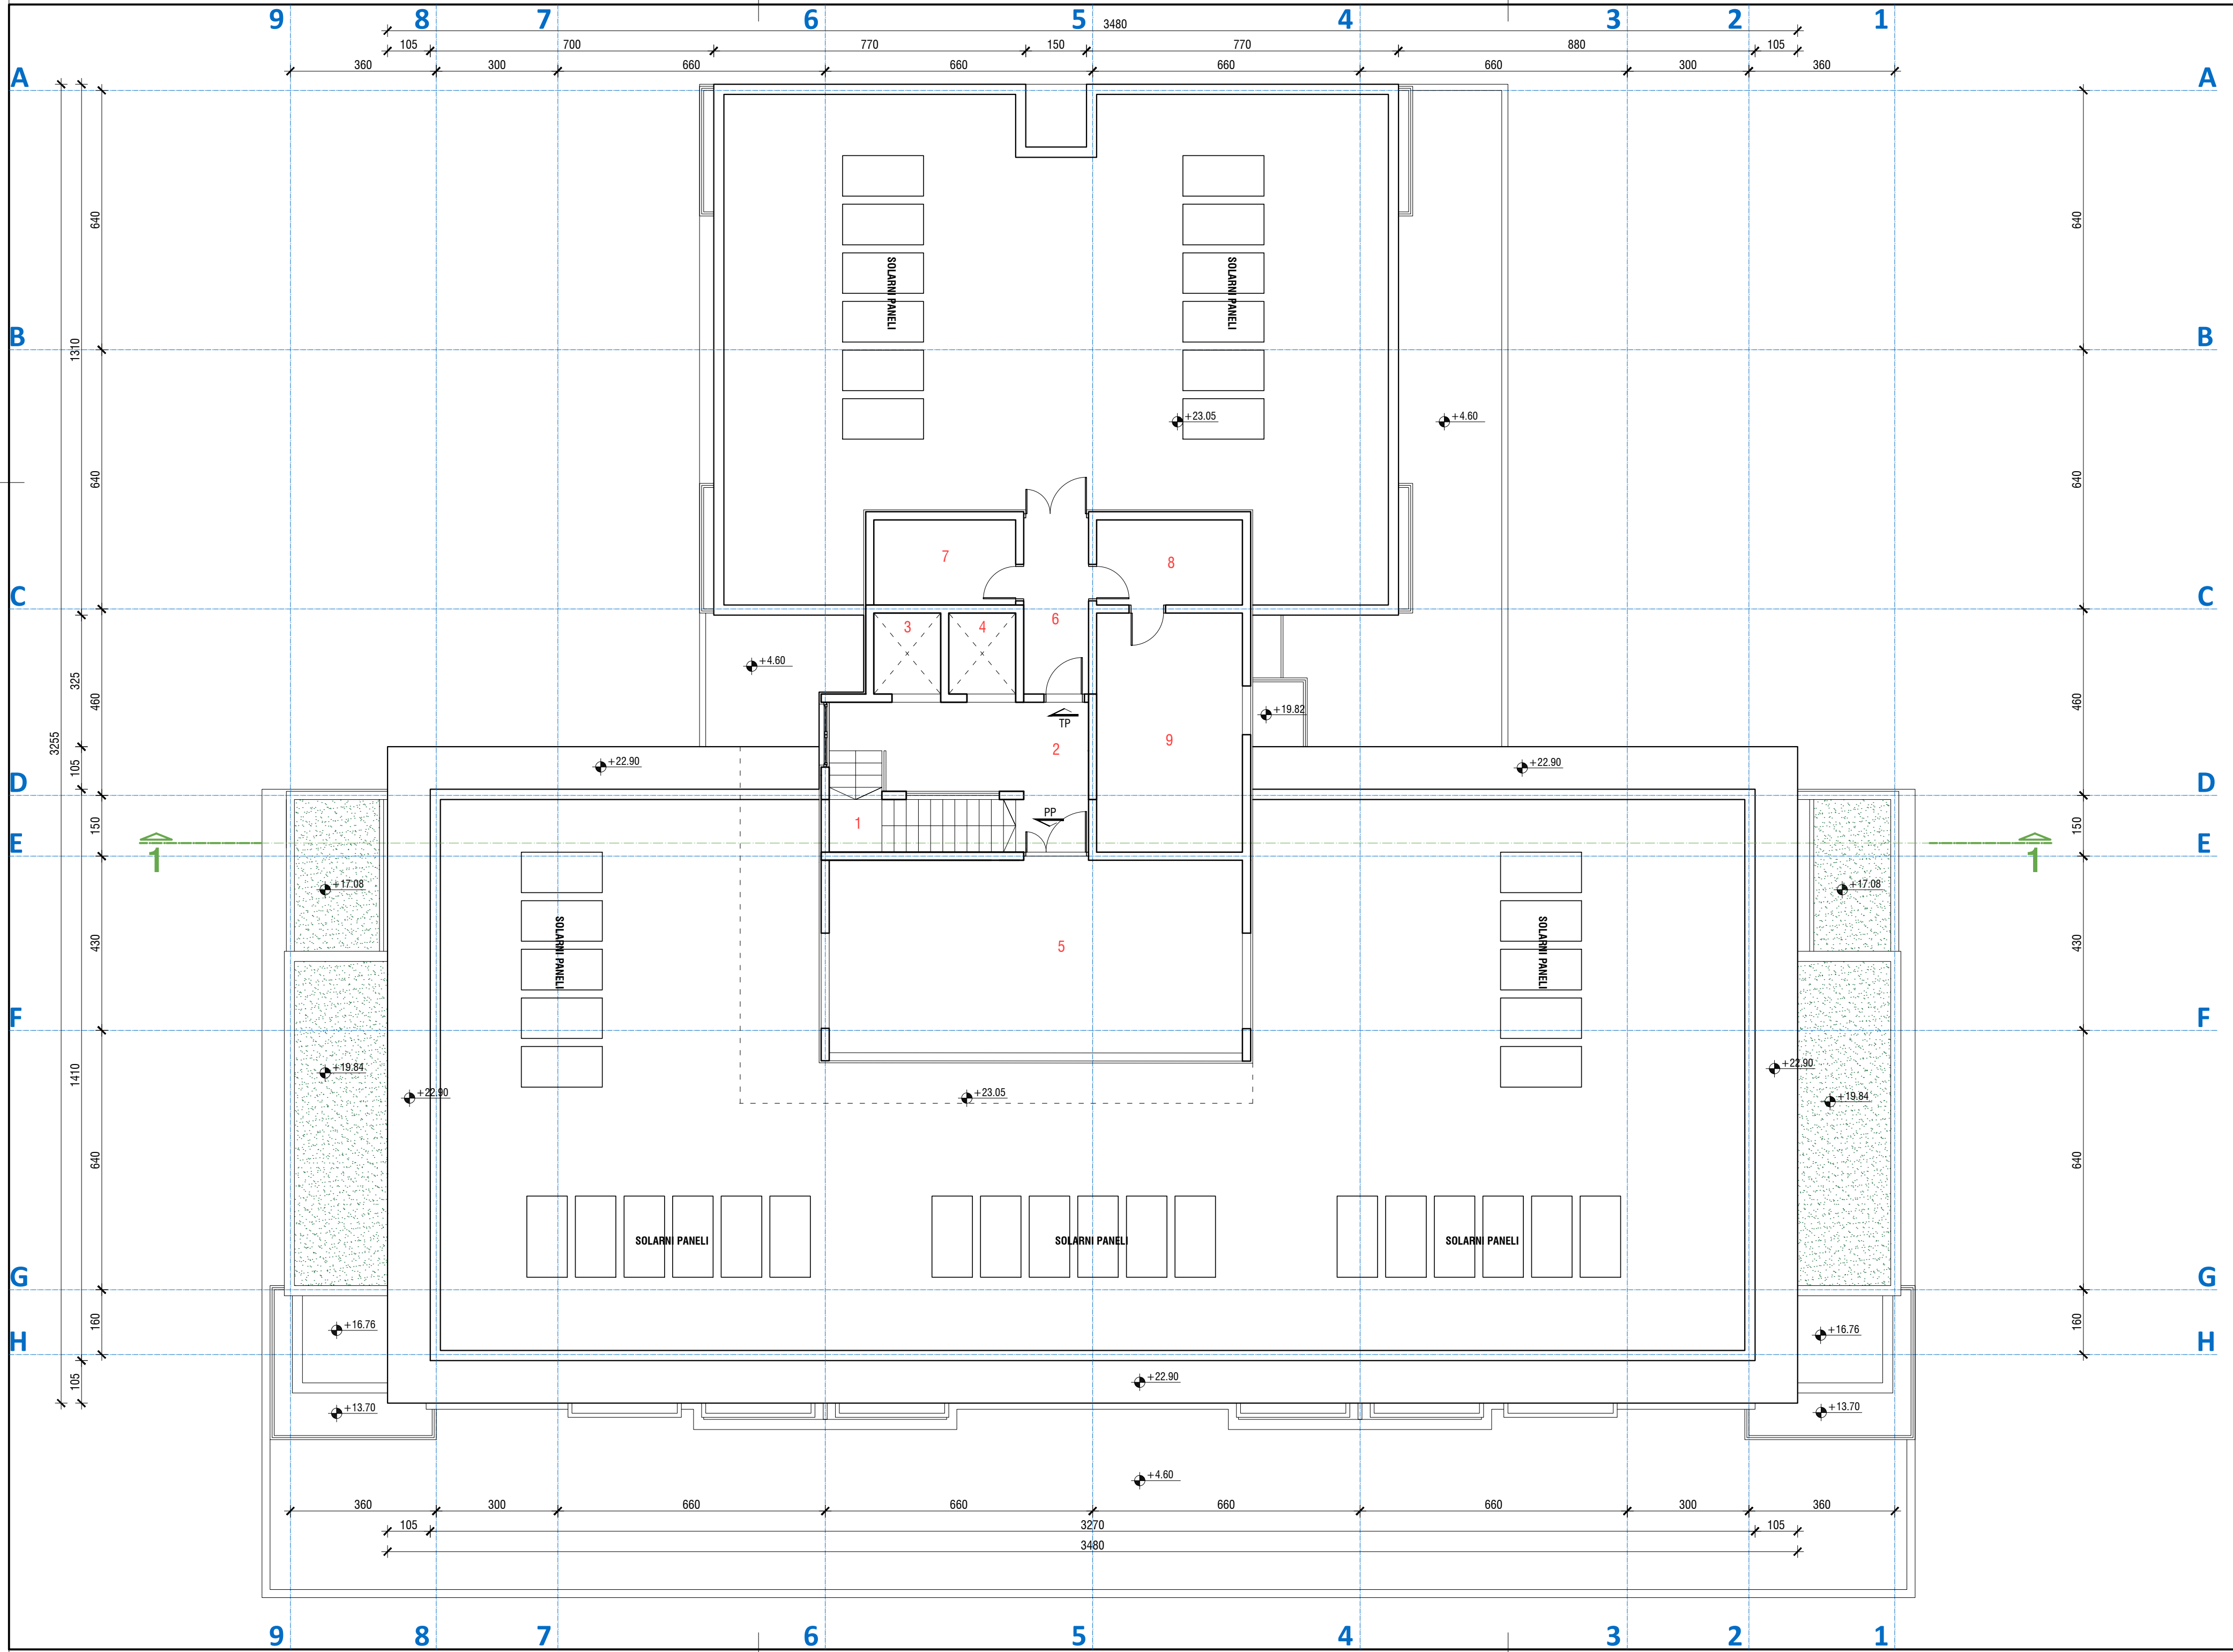 9 8 7 6 5 4 3 2 1
3480
105 700 770 150 770 880 105
360 300 660 660 660 660 300 360
A A
640 640
SOLARNI PANELI SOLARNI PANELI
B 1310 B
+23.05 +4.60
640 640
7 8
C C
3 4 6
+4.60
325 460 460
+19.82
TP
3255 2 9
105 +22.90 +22.90
D D
PP
150 1 150
E E
1 1
+17.08 +17.08
430 SOLARNI PANELI 5 SOLARNI PANELI 430
F F
1410 +19.84 +22.90
+22.90 +23.05 +19.84
640 640
SOLARNI PANELI SOLARNI PANELI SOLARNI PANELI
G G
160 +16.76 +16.76 160
H H
105 +22.90
+13.70 +13.70
+4.60
360 300 660 660 660 660 300 360
105 3270 105
3480
9 8 7 6 5 4 3 2 1